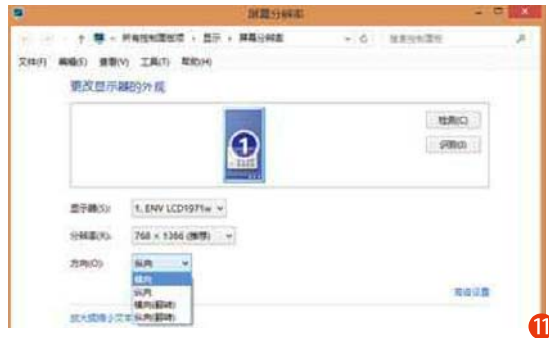 屏幕分辨率
所有控制面板项 显示 屏幕分辨率 搜索控制面板
文件(F) 编辑(E) 查看(V) 工具(T) 帮助(H)
更改显示器的外观
1
检测(C)
识别(I)
显示器(S): 1. ENV LCD1971w
分辨率(R): 768 × 1366 (推荐)
方向(O): 纵向
横向
纵向
横向(翻转)
高级设置
放大或缩小文本 纵向(翻转)
11